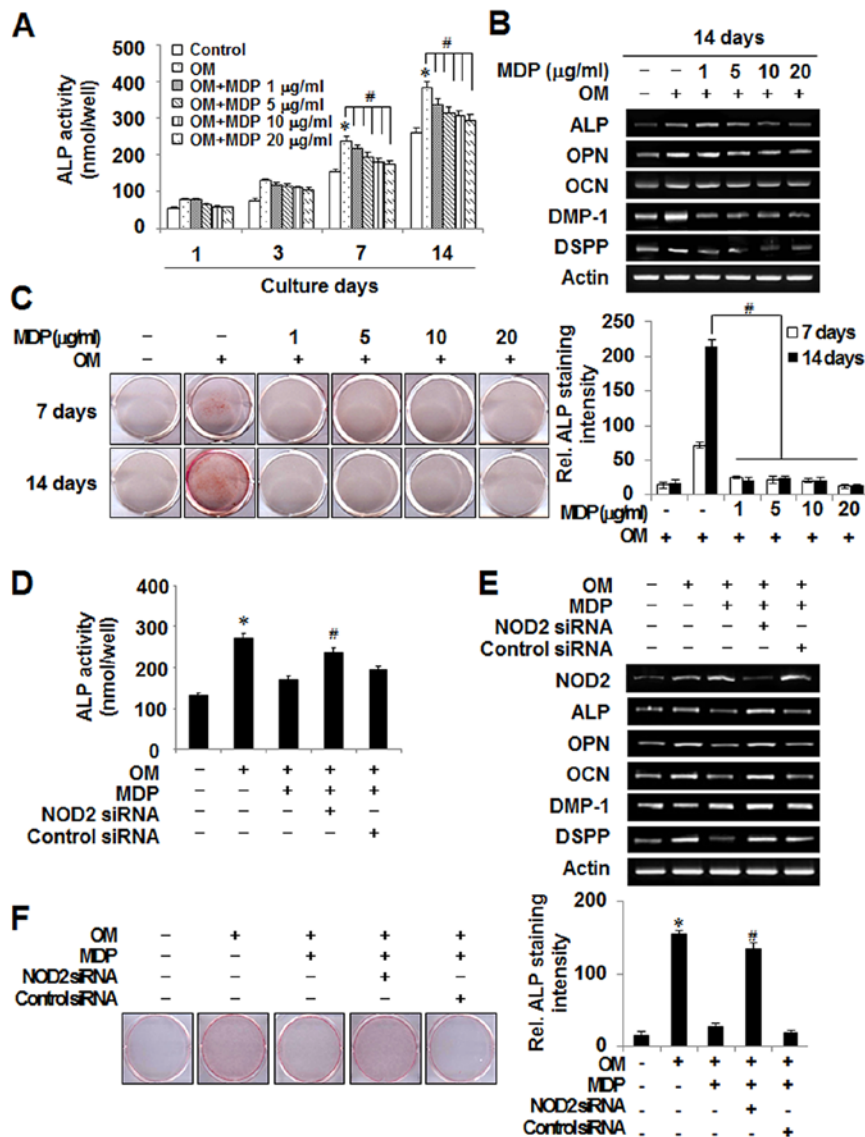 A
ALP activity
(nmol/well)
500
400
300
200
100
0
Control
OM
OM+MDP 1 μg/ml
OM+MDP 5 μg/ml
OM+MDP 10 μg/ml
OM+MDP 20 μg/ml
* #
* #
1 3 7 14
Culture days
B
14 days
MDP (μg/ml) – – 1 5 10 20
OM – + + + + +
ALP
OPN
OCN
DMP-1
DSPP
Actin
C
MDP(μg/ml) – – 1 5 10 20
OM – + + + + +
7 days
14 days
Rel. ALP staining
intensity
250
200
150
100
50
0
#
7 days
14 days
MDP(μg/ml) - - 1 5 10 20
OM + + + + + +
D
ALP activity
(nmol/well)
400
300
200
100
0
* #
OM – + + + +
MDP – – + + +
NOD2 siRNA – – – + –
Control siRNA – – – – +
E
OM – + + + +
MDP – – + + +
NOD2 siRNA – – – + –
Control siRNA – – – – +
NOD2
ALP
OPN
OCN
DMP-1
DSPP
Actin
F
OM – + + + +
MDP – – + + +
NOD2siRNA – – – + –
ControlsiRNA – – – – +
Rel. ALP staining
intensity
200
100
0
* #
OM - + + + +
MDP - - + + +
NOD2siRNA - - - + -
ControlsiRNA - - - - +